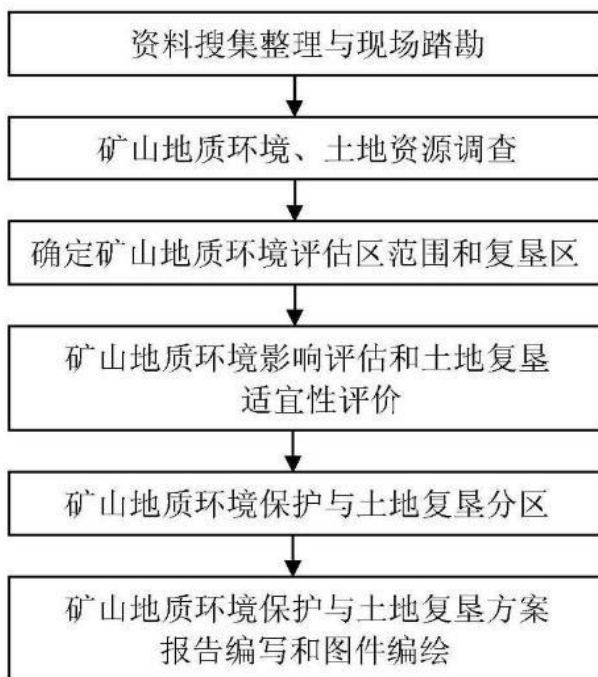 资料搜集整理与现场踏勘
矿山地质环境、土地资源调查
确定矿山地质环境评估区范围和复垦区
矿山地质环境影响评估和土地复垦
适宜性评价
矿山地质环境保护与土地复垦分区
矿山地质环境保护与土地复垦方案
报告编写和图件编绘